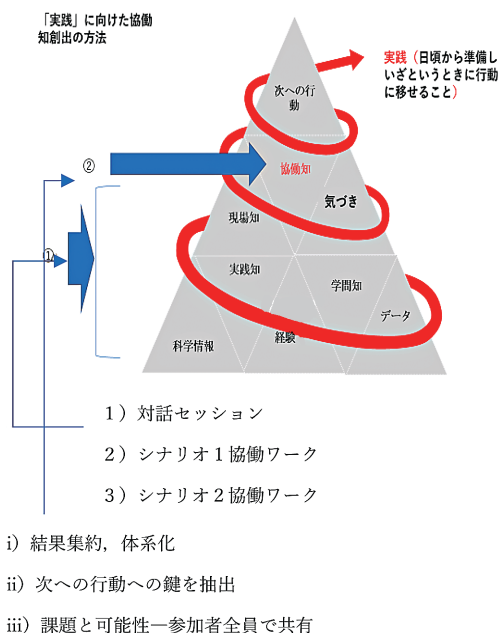 「実践」に向けた協働
知創出の方法
実践（日頃から準備し
いざというときに行動
に移せること）
次への行
動
②
協働知
気づき
現場知
①
実践知
学問知
データ
科学情報
経験
１）対話セッション
２）シナリオ１協働ワーク
３）シナリオ２協働ワーク
i）結果集約，体系化
ii）次への行動への鍵を抽出
iii）課題と可能性―参加者全員で共有